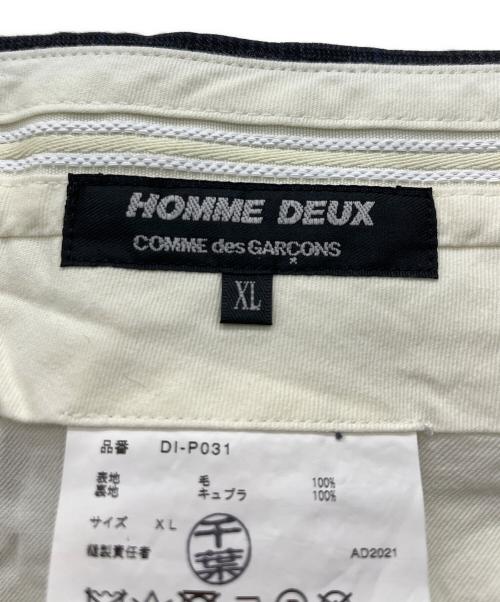 HOMME DEUX
COMME des GARÇONS
XL
品番 DI-P031
表地 毛 100%
裏地 キュプラ 100%
サイズ XL
千葉
縫製責任者 AD2021